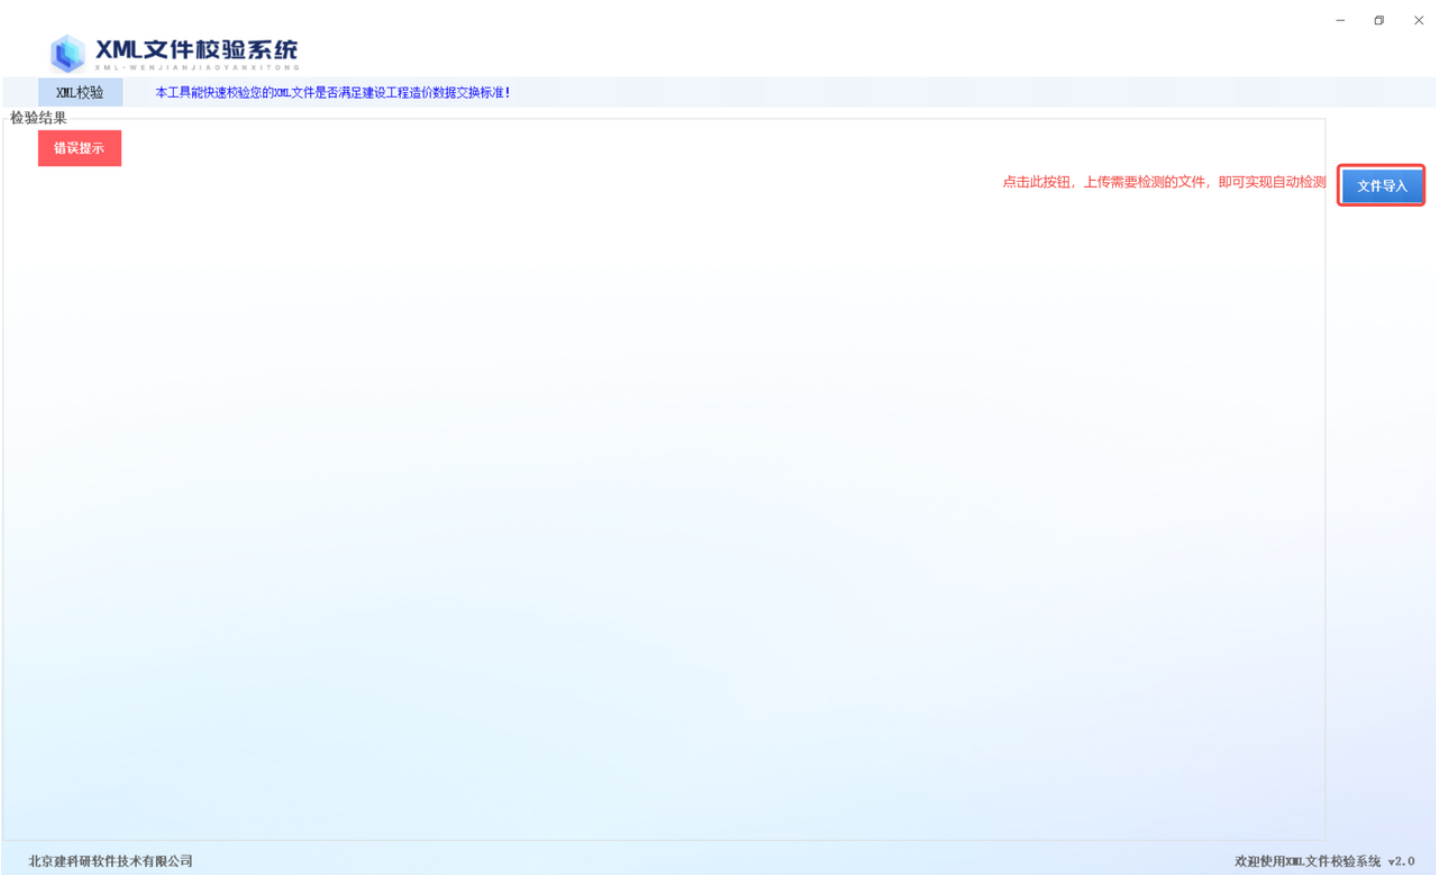 XML文件校验系统
XML-WENJIANJIAOYANXITONG
XML校验
本工具能快速校验您的XML文件是否满足建设工程造价数据交换标准!
检验结果
错误提示
点击此按钮，上传需要检测的文件，即可实现自动检测
文件导入
北京建科研软件技术有限公司
欢迎使用XML文件校验系统 v2.0